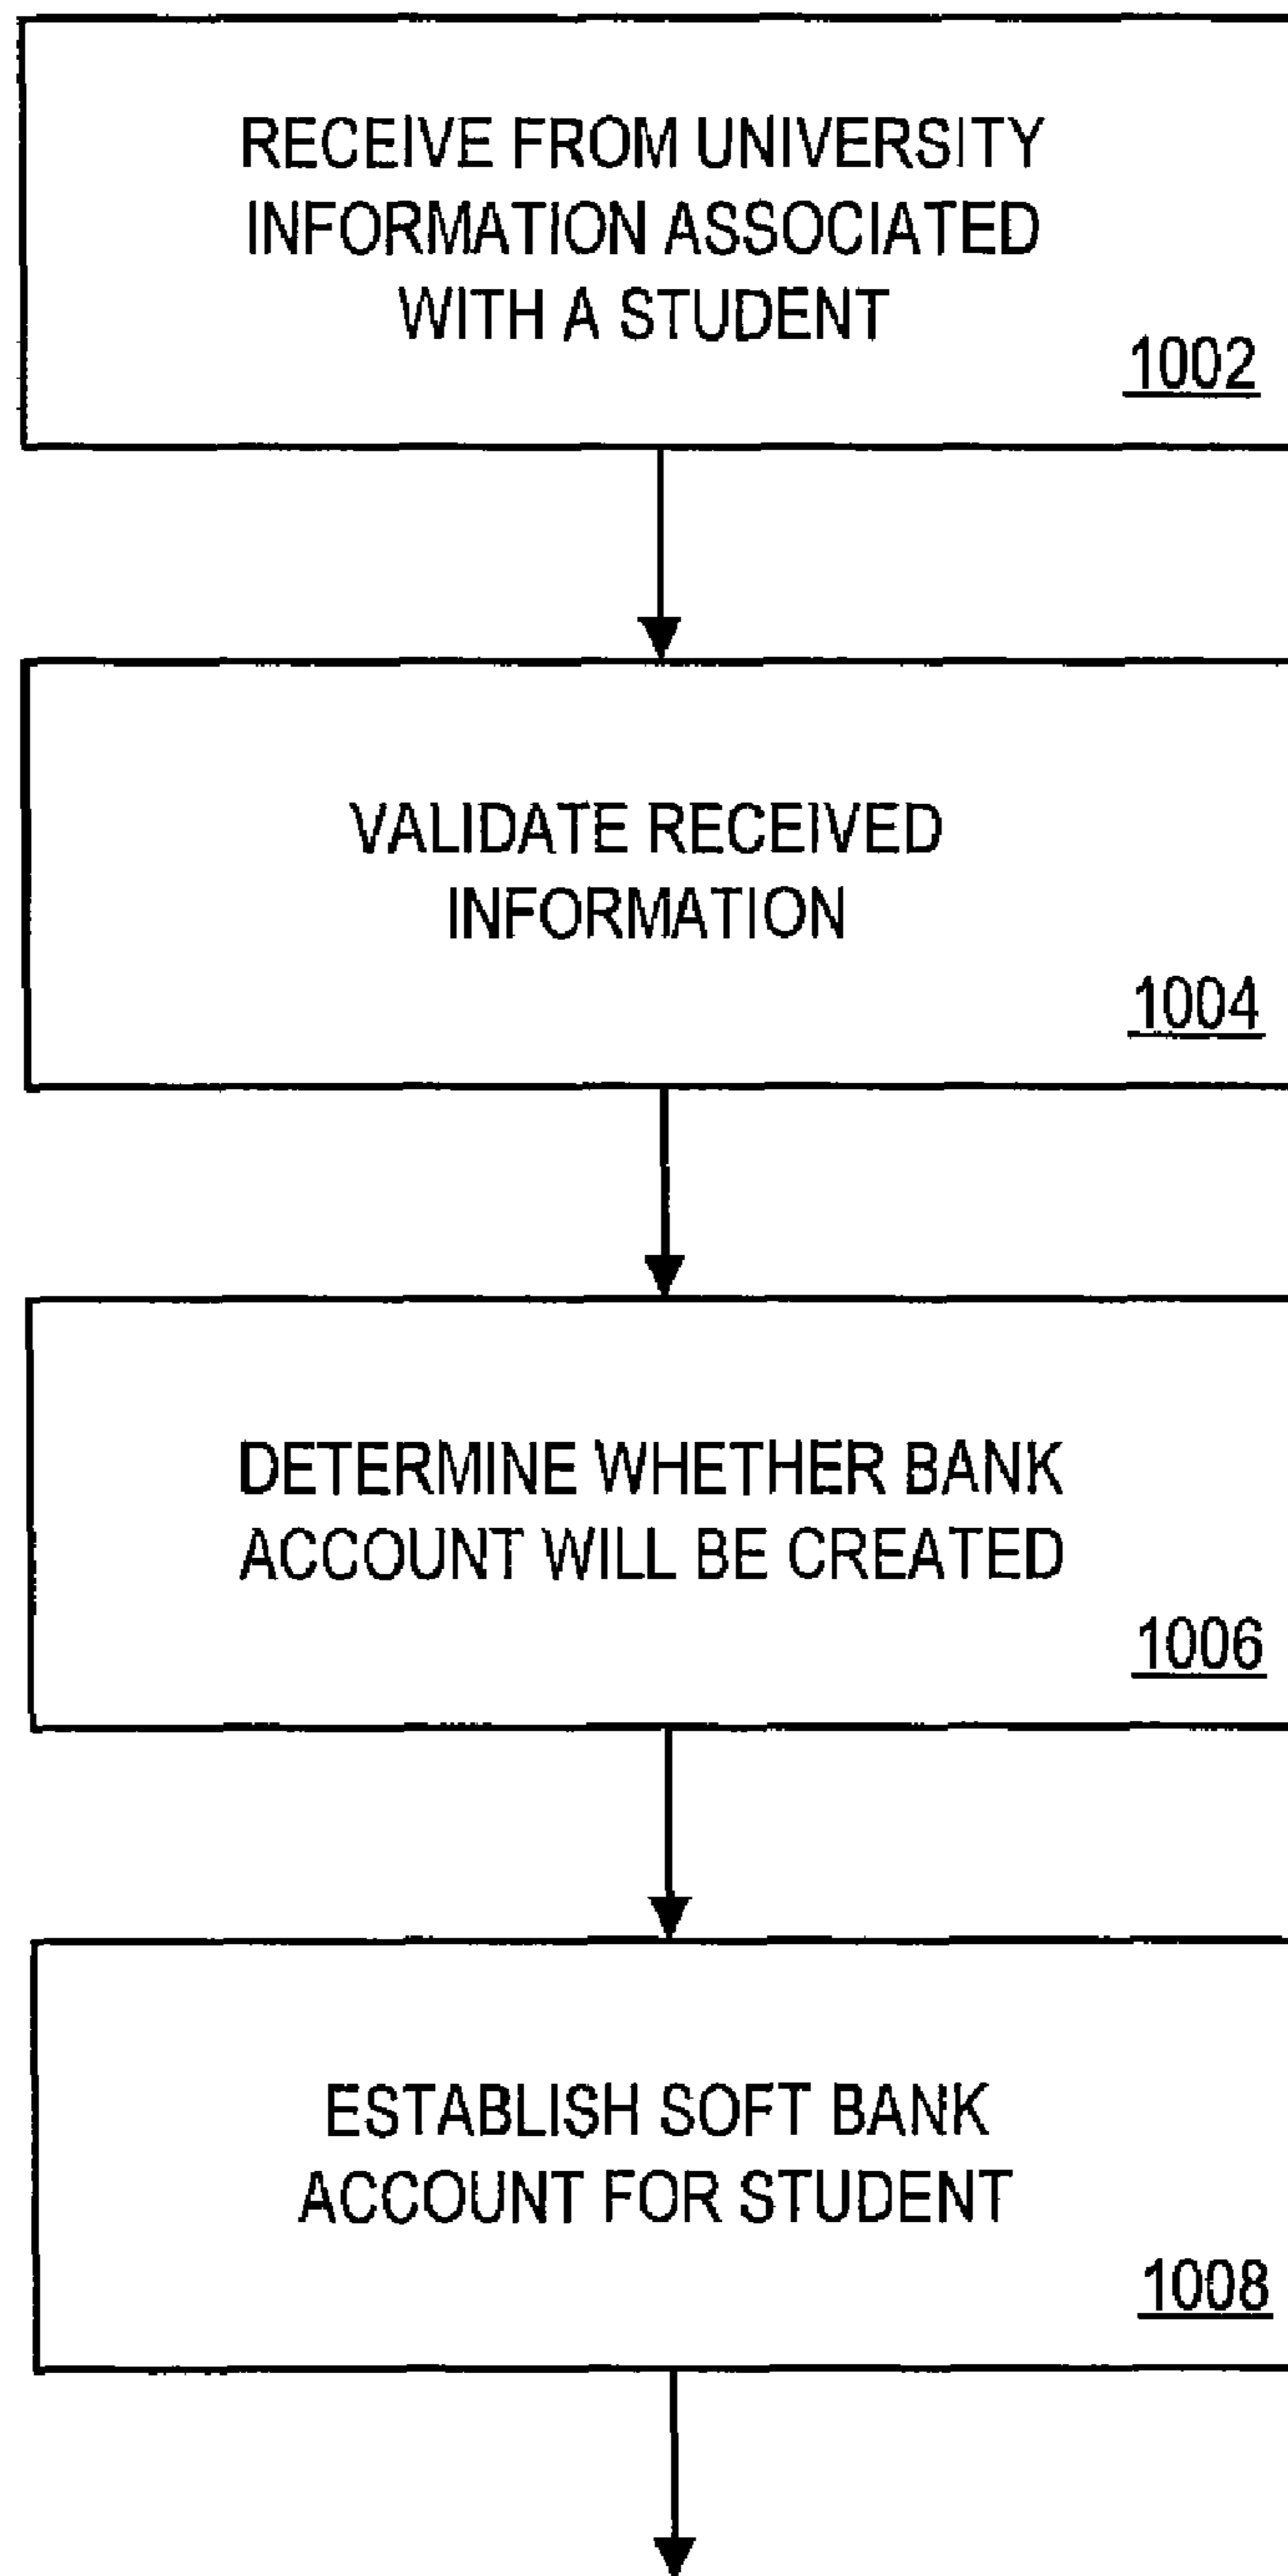 RECEIVE FROM UNIVERSITY
INFORMATION ASSOCIATED
WITH A STUDENT
1002
VALIDATE RECEIVED
INFORMATION
1004
DETERMINE WHETHER BANK
ACCOUNT WILL BE CREATED
1006
ESTABLISH SOFT BANK
ACCOUNT FOR STUDENT
1008